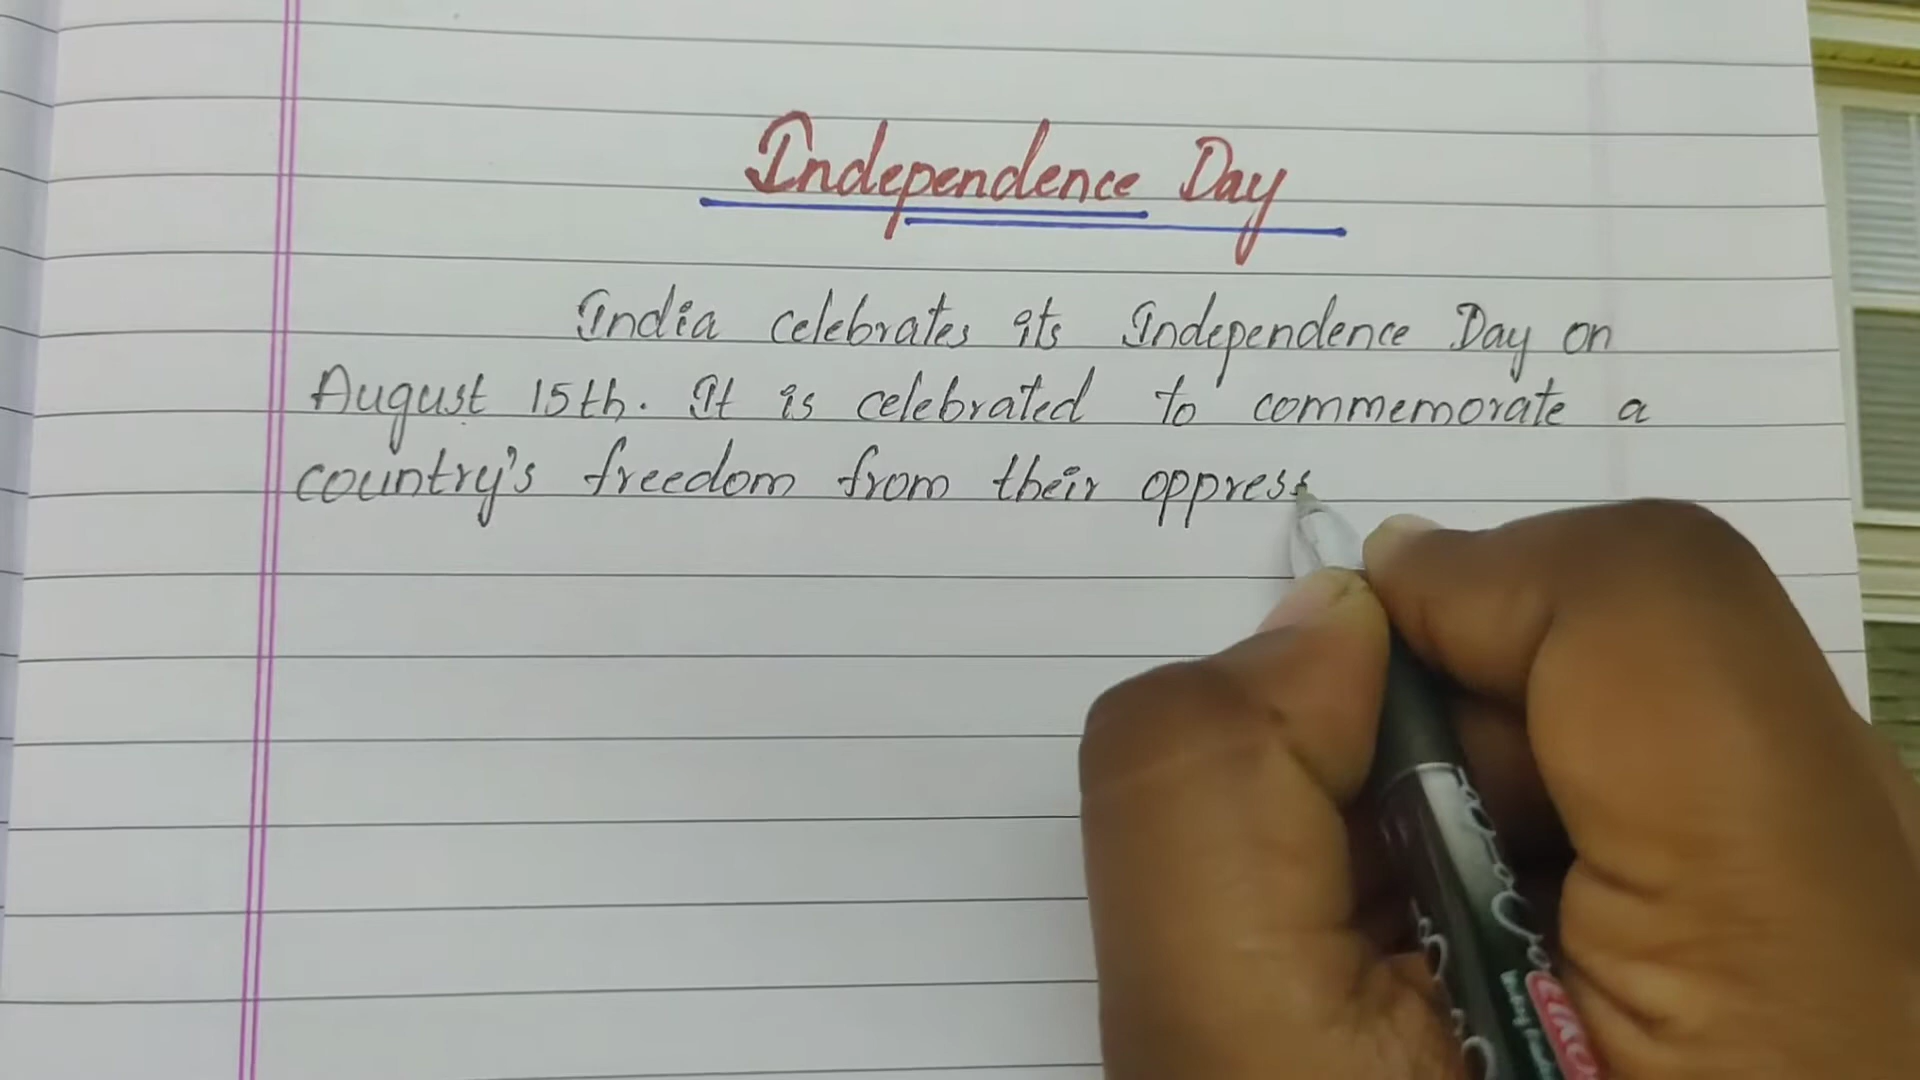 Independence Day
India celebrates its Independence Day on
August 15th. It is celebrated to commemorate a
country's freedom from their oppress